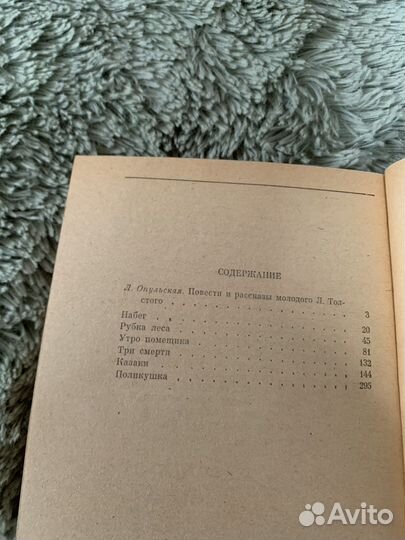 СОДЕРЖАНИЕ
Л. Опульская. Повести и рассказы молодого Л. Тол-
стого . . . . . . . . . . 3
Набег . . . . . . . . . . 20
Рубка леса . . . . . . . . . . 45
Утро помещика . . . . . . . . . . 81
Три смерти . . . . . . . . . . 132
Казаки . . . . . . . . . . 144
Поликушка . . . . . . . . . . 295
Avito